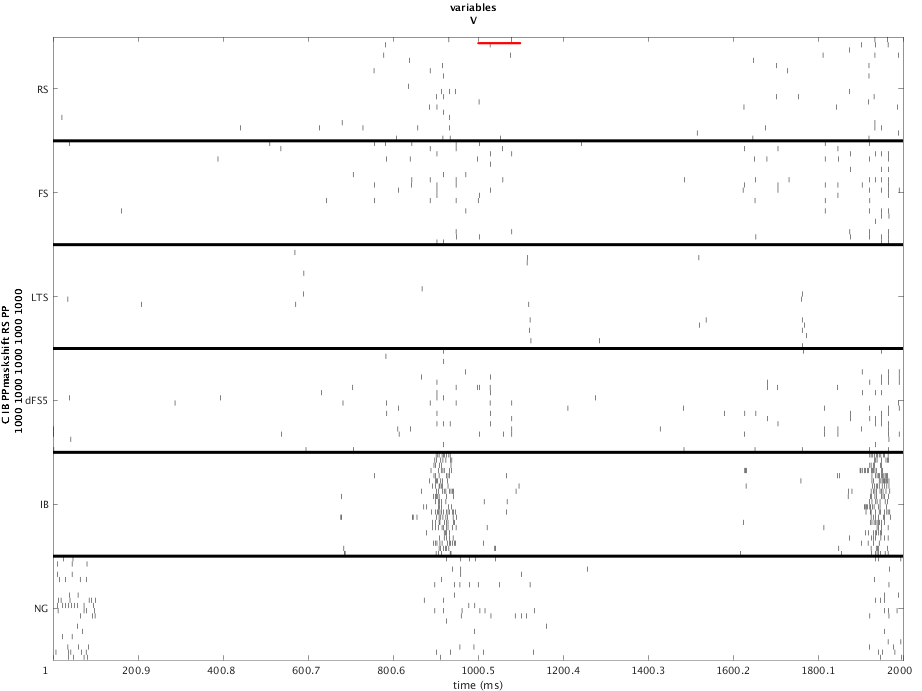 variables
V
C IB PPmaskshift RS PP
1000 1000 1000 1000 1000
RS
FS
LTS
dFS5
IB
NG
1 200.9 400.8 600.7 800.6 1000.5 1200.4 1400.3 1600.2 1800.1 2000
time (ms)